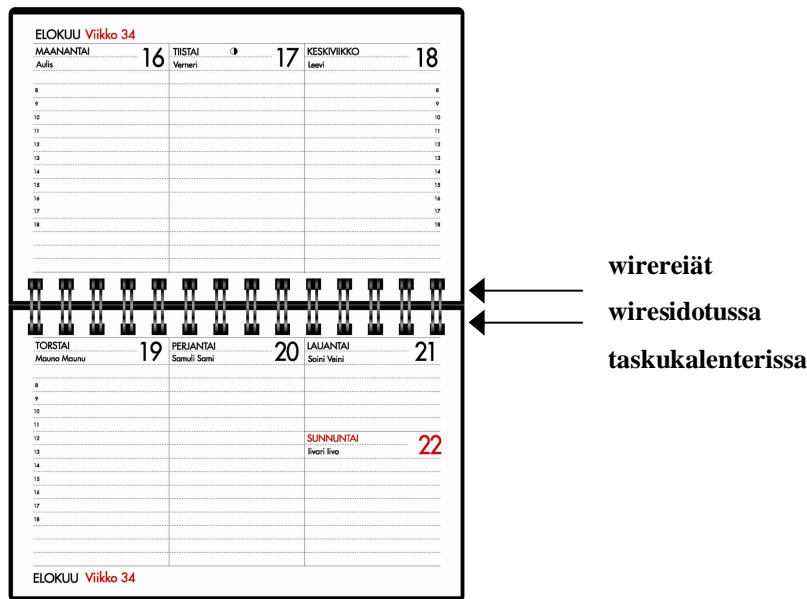 ELOKUU Viikko 34
MAANANTAI 16 TIISTAI 17 KESKIVIIKKO 18
Aulis Verneri Leevi
8 8
9 9
10 10
11 11
12 12
13 13
14 14
15 15
16 16
17 17
18 18
wirereiät
wiresidotussa
taskukalenterissa
TORSTAI 19 PERJANTAI 20 LAUANTAI 21
Mauno Maunu Samuli Sami Soini Veini
8
9
10
11
12 SUNNUNTAI 22
13 Iivari Iivo
14
15
16
17
18
ELOKUU Viikko 34